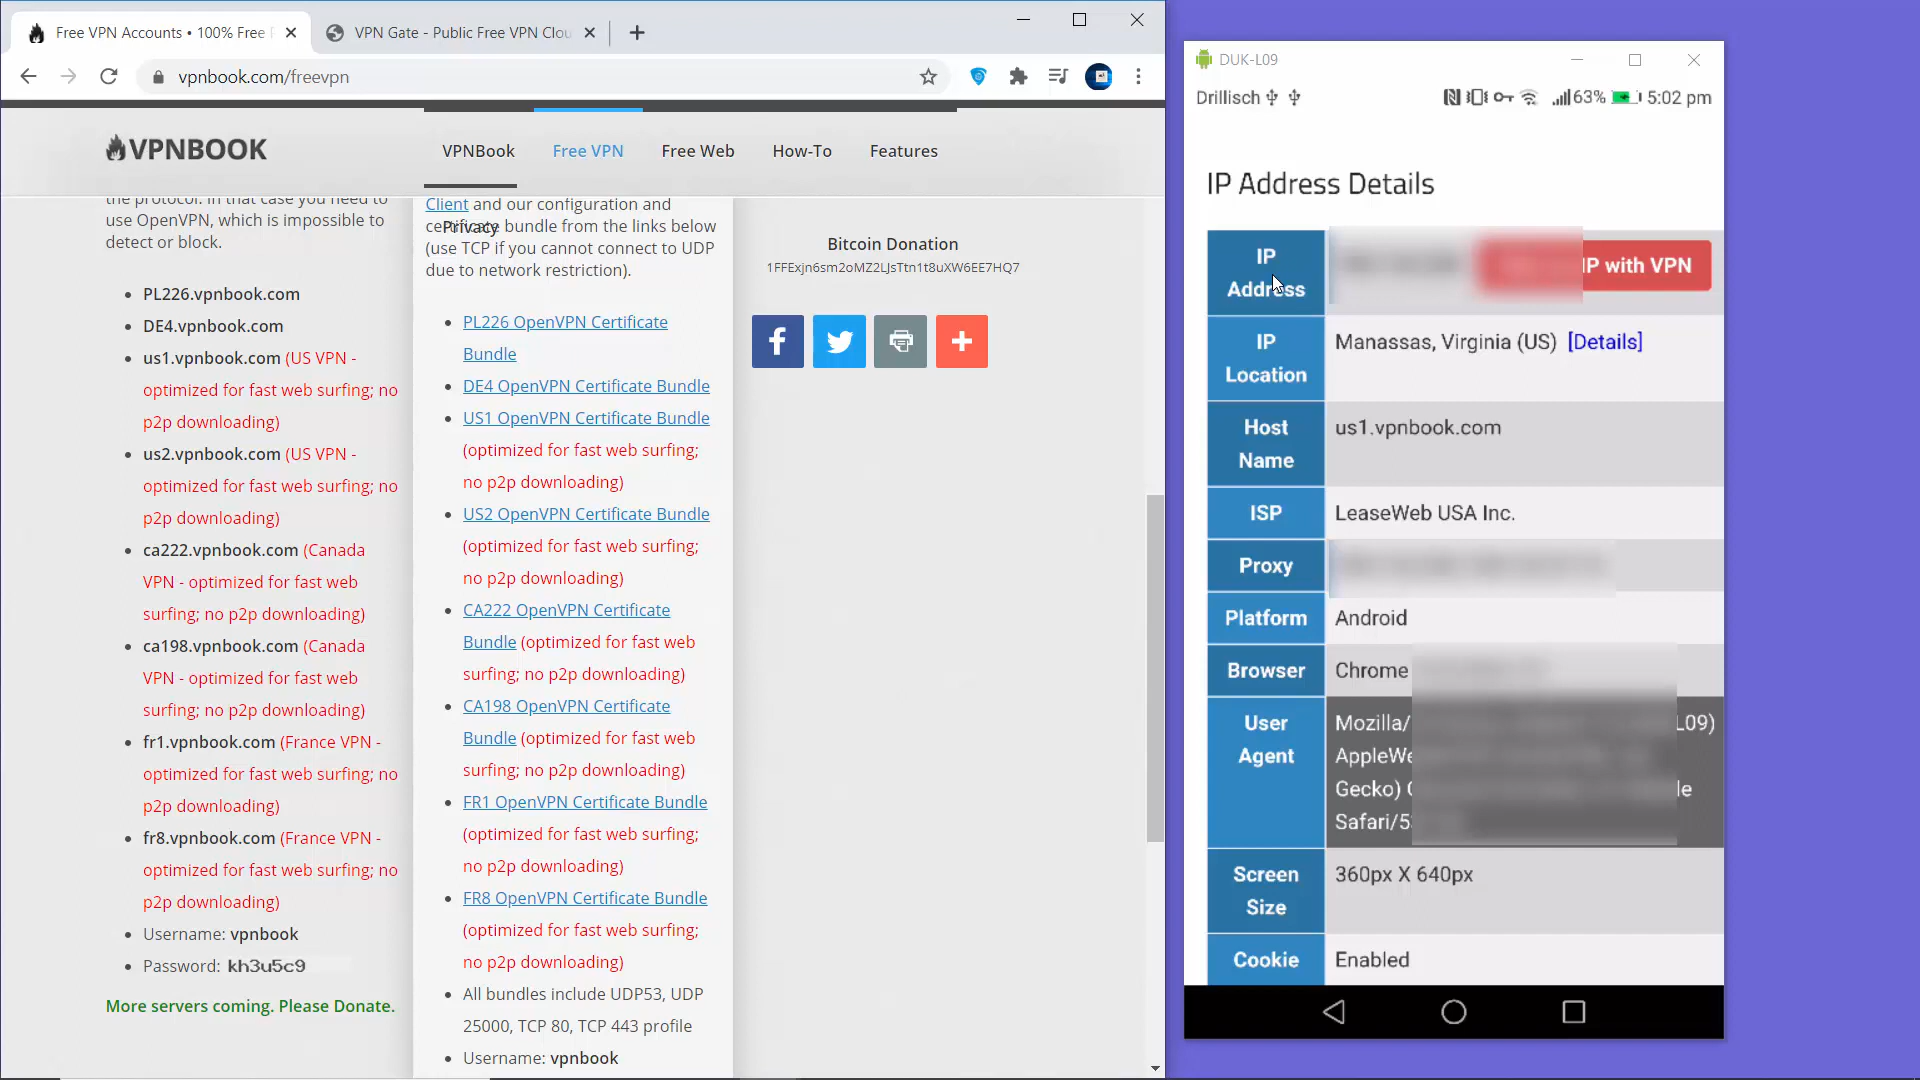 Free VPN Accounts • 100% Free
VPN Gate - Public Free VPN Clou
vpnbook.com/freevpn
VPNBOOK
VPNBook
Free VPN
Free Web
How-To
Features
Privacy
the protocol. In that case you need to
use OpenVPN, which is impossible to
detect or block.
PL226.vpnbook.com
DE4.vpnbook.com
us1.vpnbook.com (US VPN -
optimized for fast web surfing; no
p2p downloading)
us2.vpnbook.com (US VPN -
optimized for fast web surfing; no
p2p downloading)
ca222.vpnbook.com (Canada
VPN - optimized for fast web
surfing; no p2p downloading)
ca198.vpnbook.com (Canada
VPN - optimized for fast web
surfing; no p2p downloading)
fr1.vpnbook.com (France VPN -
optimized for fast web surfing; no
p2p downloading)
fr8.vpnbook.com (France VPN -
optimized for fast web surfing; no
p2p downloading)
Username: vpnbook
Password: kh3u5c9
More servers coming. Please Donate.
Client and our configuration and
certificate bundle from the links below
(use TCP if you cannot connect to UDP
due to network restriction).
PL226 OpenVPN Certificate
Bundle
DE4 OpenVPN Certificate Bundle
US1 OpenVPN Certificate Bundle
(optimized for fast web surfing;
no p2p downloading)
US2 OpenVPN Certificate Bundle
(optimized for fast web surfing;
no p2p downloading)
CA222 OpenVPN Certificate
Bundle (optimized for fast web
surfing; no p2p downloading)
CA198 OpenVPN Certificate
Bundle (optimized for fast web
surfing; no p2p downloading)
FR1 OpenVPN Certificate Bundle
(optimized for fast web surfing;
no p2p downloading)
FR8 OpenVPN Certificate Bundle
(optimized for fast web surfing;
no p2p downloading)
All bundles include UDP53, UDP
25000, TCP 80, TCP 443 profile
Username: vpnbook
Bitcoin Donation
1FFExjn6sm2oMZ2LJsTtn1t8uXW6EE7HQ7
DUK-L09
Drillisch 63% 5:02 pm
IP Address Details
IP
Address
IP with VPN
IP
Location
Manassas, Virginia (US) [Details]
Host
Name
us1.vpnbook.com
ISP
LeaseWeb USA Inc.
Proxy
Platform
Android
Browser
Chrome
User
Agent
Mozilla/ L09)
AppleWe
Gecko)
Safari/5
Screen
Size
360px X 640px
Cookie
Enabled